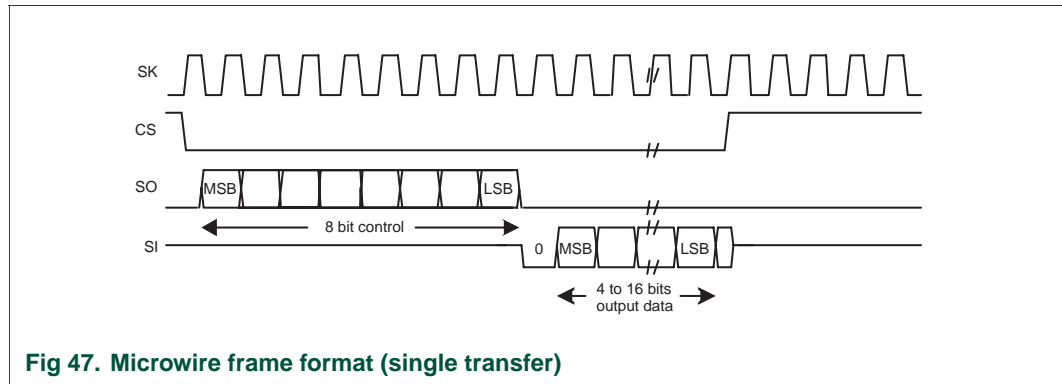 SK
CS
SO
MSB
LSB
8 bit control
SI
0
MSB
LSB
4 to 16 bits
output data
Fig 47. Microwire frame format (single transfer)